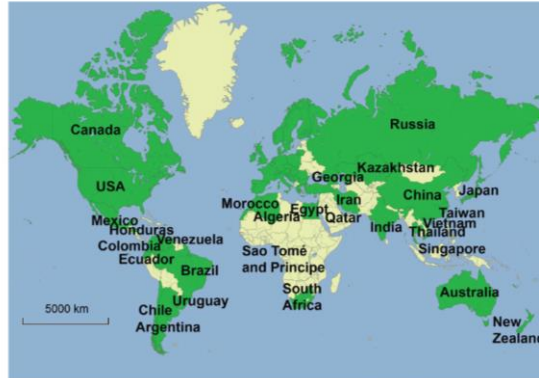 Canada
Russia
Kazakhstan
Georgia
USA
Japan
Morocco
Iran
China
Algeria
Egypt
Qatar
Taiwan
Mexico
India
Vietnam
Honduras
Thailand
Colombia
Venezuela
Ecuador
Sao Tomé
and Principe
Singapore
Brazil
South
Africa
Uruguay
Australia
5000 km
Chile
Argentina
New
Zealand